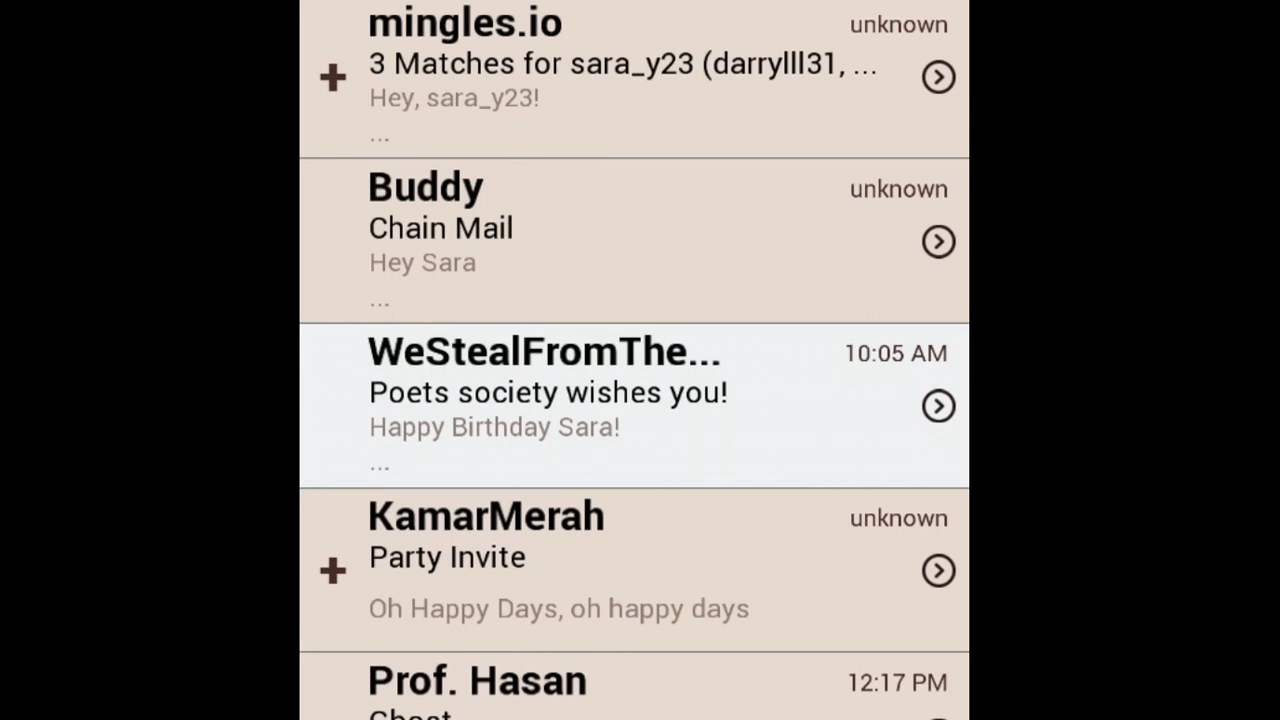 mingles.io
unknown
3 Matches for sara_y23 (darrylll31, ...
Hey, sara_y23!
...
Buddy
unknown
Chain Mail
Hey Sara
...
WeStealFromThe...
10:05 AM
Poets society wishes you!
Happy Birthday Sara!
...
KamarMerah
unknown
Party Invite
Oh Happy Days, oh happy days
Prof. Hasan
12:17 PM